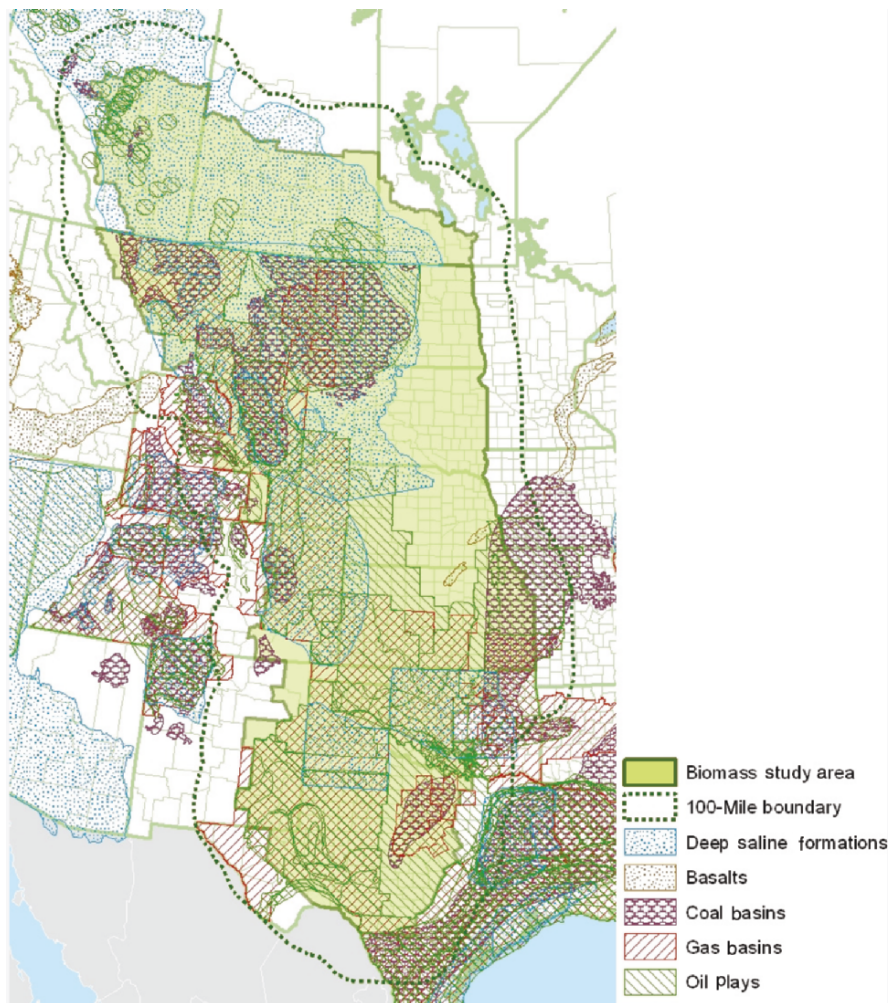 Biomass study area
100-Mile boundary
Deep saline formations
Basalts
Coal basins
Gas basins
Oil plays